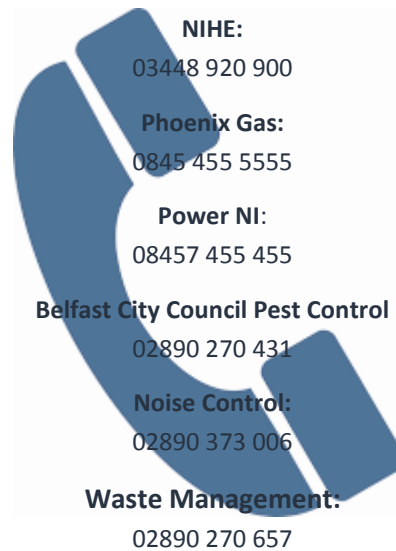 NIHE:
03448 920 900
Phoenix Gas:
0845 455 5555
Power NI:
08457 455 455
Belfast City Council Pest Control
02890 270 431
Noise Control:
02890 373 006
Waste Management:
02890 270 657